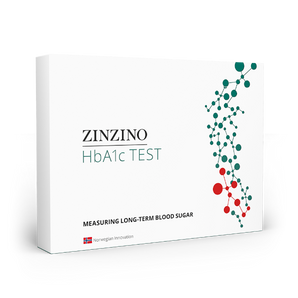 ZINZINO
HbA1c TEST
MEASURING LONG-TERM BLOOD SUGAR
Norwegian Innovation